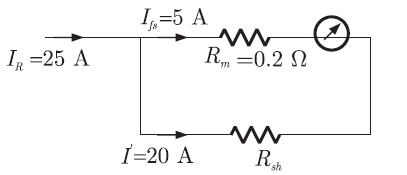 I_fs=5 A
I_R =25 A
R_m =0.2 Ω
I'=20 A
R_sh